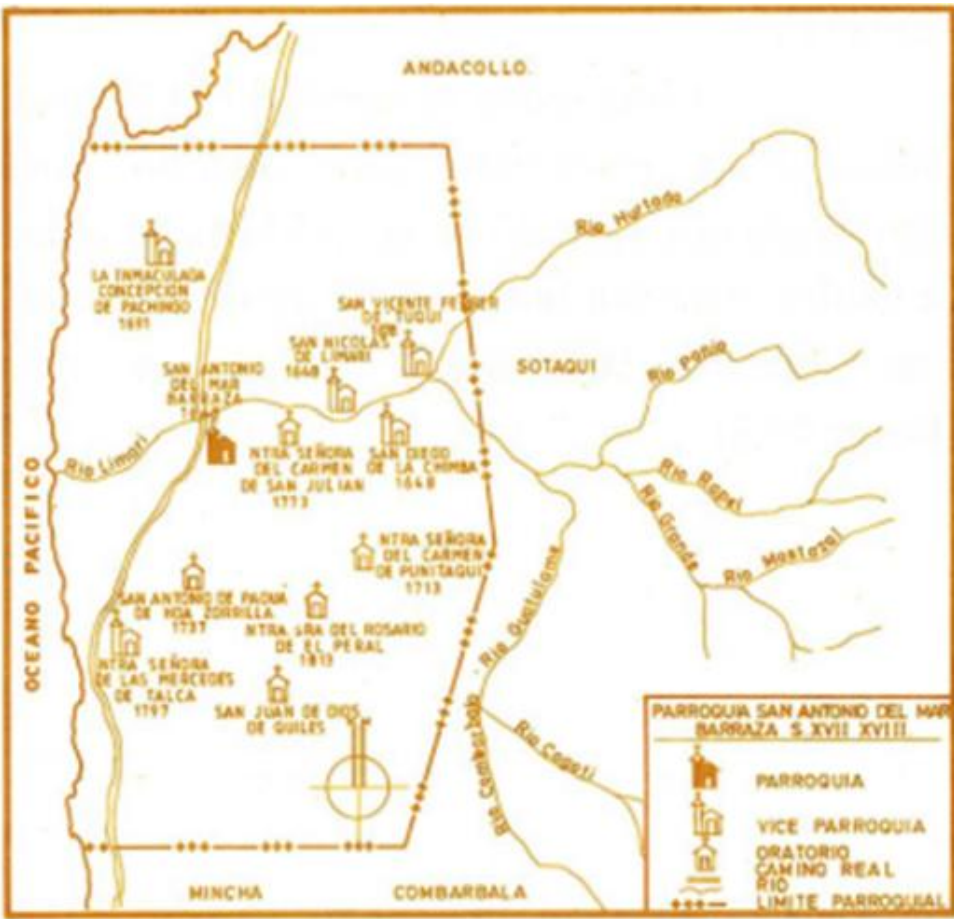 ANDACOLLO.
Rio Hurtado
LA INMACULADA
CONCEPCION
DE PACHINGO
1691
SAN VICENTE FERRER
DE TUQUI
SAN NICOLAS
DE LIMARI
1648
SAN ANTONIO
DEL MAR
BARRAZA
SOTAQUI
Rio Ponio
Rio Limari
NTRA SEÑORA
DEL CARMEN
DE SAN JULIAN
1773
SAN DIEGO
DE LA CHIMBA
1648
Rio Rapel
Rio Grande
Rio Mostazal
OCEANO PACIFICO
NTRA SEÑORA
DEL CARMEN
DE PUNITAQUI
1713
SAN ANTONIO DE PADUA
DE HDA ZORRILLA
1737
NTRA SRA DEL ROSARIO
DE EL PERAL
1813
Rio Guatulame
NTRA SEÑORA
DE LAS MERCEDES
DE TALCA
1797
SAN JUAN DE DIOS
DE QUILES
Rio Combarbala
Rio Cogoti
MINCHA
COMBARBALA
PARROQUIA SAN ANTONIO DEL MAR
BARRAZA S XVII XVIII
PARROQUIA
VICE PARROQUIA
ORATORIO
CAMINO REAL
RIO
LIMITE PARROQUIAL